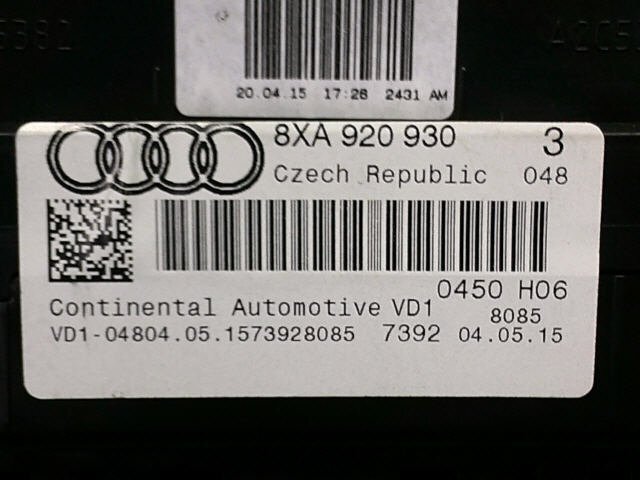 20.04.15 17:26 2431 AM
8XA 920 930 3
Czech Republic 048
0450 H06
Continental Automotive VD1 8085
VD1-04804.05.1573928085 7392 04.05.15